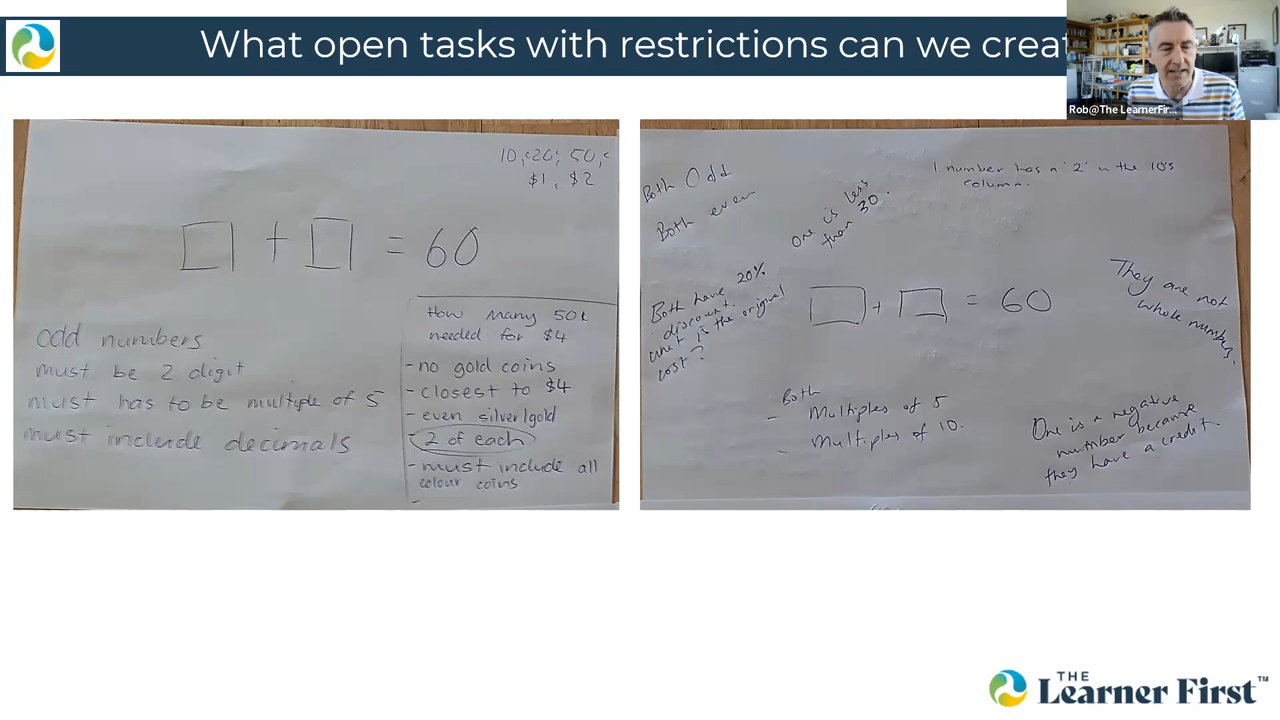 What open tasks with restrictions can we crea
Rob@The LearnerFir...
10c 20c 50c
$1, $2
□ + □ = 60
odd numbers
must be 2 digit
must has to be multiple of 5
must include decimals
How many 50c
needed for $4
- no gold coins
- closest to $4
- even silver/gold
- 2 of each
- must include all
colour coins
Both Odd
Both even
One is less
than 30.
1 number has a '2' in the 10's
column.
Both have 20%
discount.
what is the original
cost?
□ + □ = 60
They are not
whole number.
Both
- Multiples of 5
- Multiples of 10.
One is a negative
number because
they have a credit.
THE
Learner First™